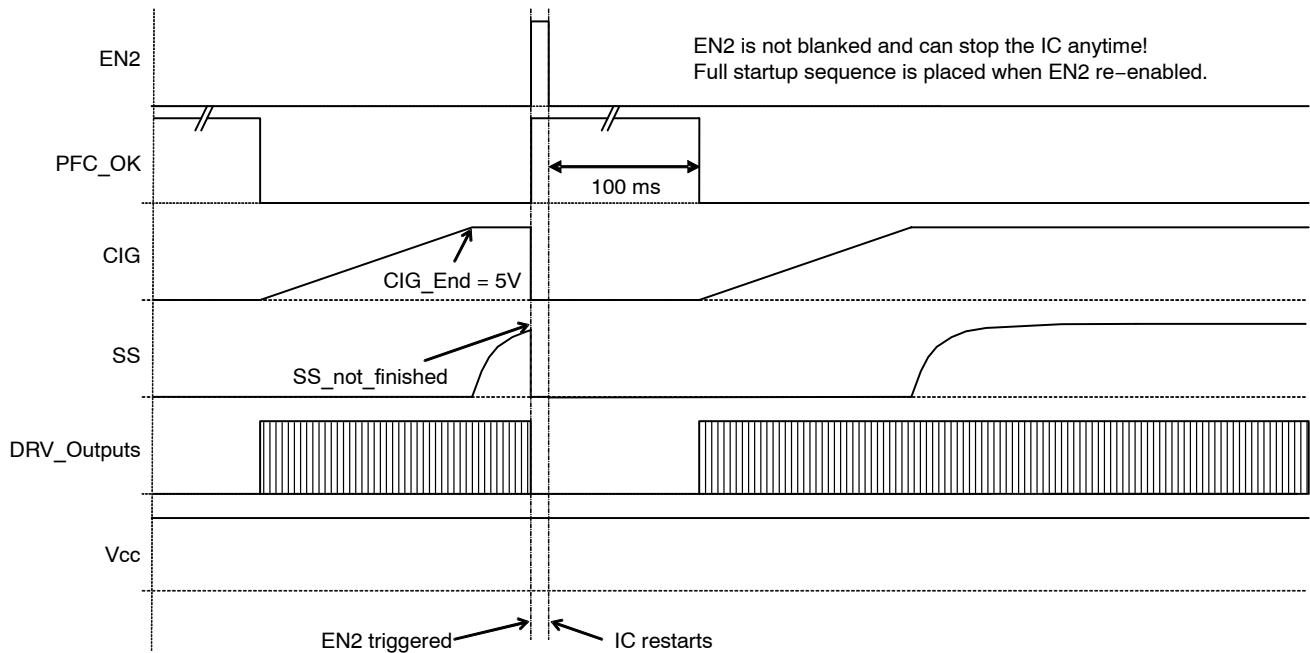 EN2
EN2 is not blanked and can stop the IC anytime!
Full startup sequence is placed when EN2 re−enabled.
PFC_OK
100 ms
CIG
CIG_End = 5V
SS
SS_not_finished
DRV_Outputs
Vcc
EN2 triggered
IC restarts